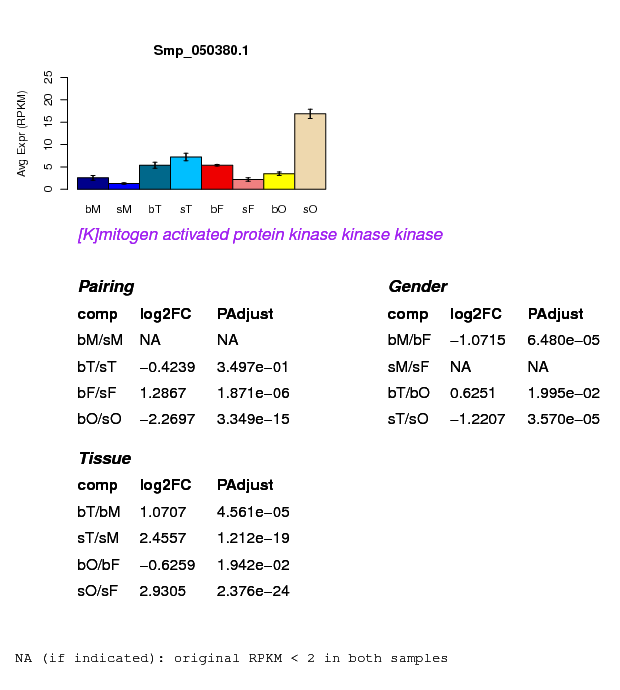 Smp_050380.1
Avg Expr (RPKM)
25
20
15
10
5
0
bM sM bT sT bF sF bO sO
[K]mitogen activated protein kinase kinase kinase
Pairing
comp log2FC PAdjust
bM/sM NA NA
bT/sT −0.4239 3.497e−01
bF/sF 1.2867 1.871e−06
bO/sO −2.2697 3.349e−15
Gender
comp log2FC PAdjust
bM/bF −1.0715 6.480e−05
sM/sF NA NA
bT/bO 0.6251 1.995e−02
sT/sO −1.2207 3.570e−05
Tissue
comp log2FC PAdjust
bT/bM 1.0707 4.561e−05
sT/sM 2.4557 1.212e−19
bO/bF −0.6259 1.942e−02
sO/sF 2.9305 2.376e−24
NA (if indicated): original RPKM < 2 in both samples